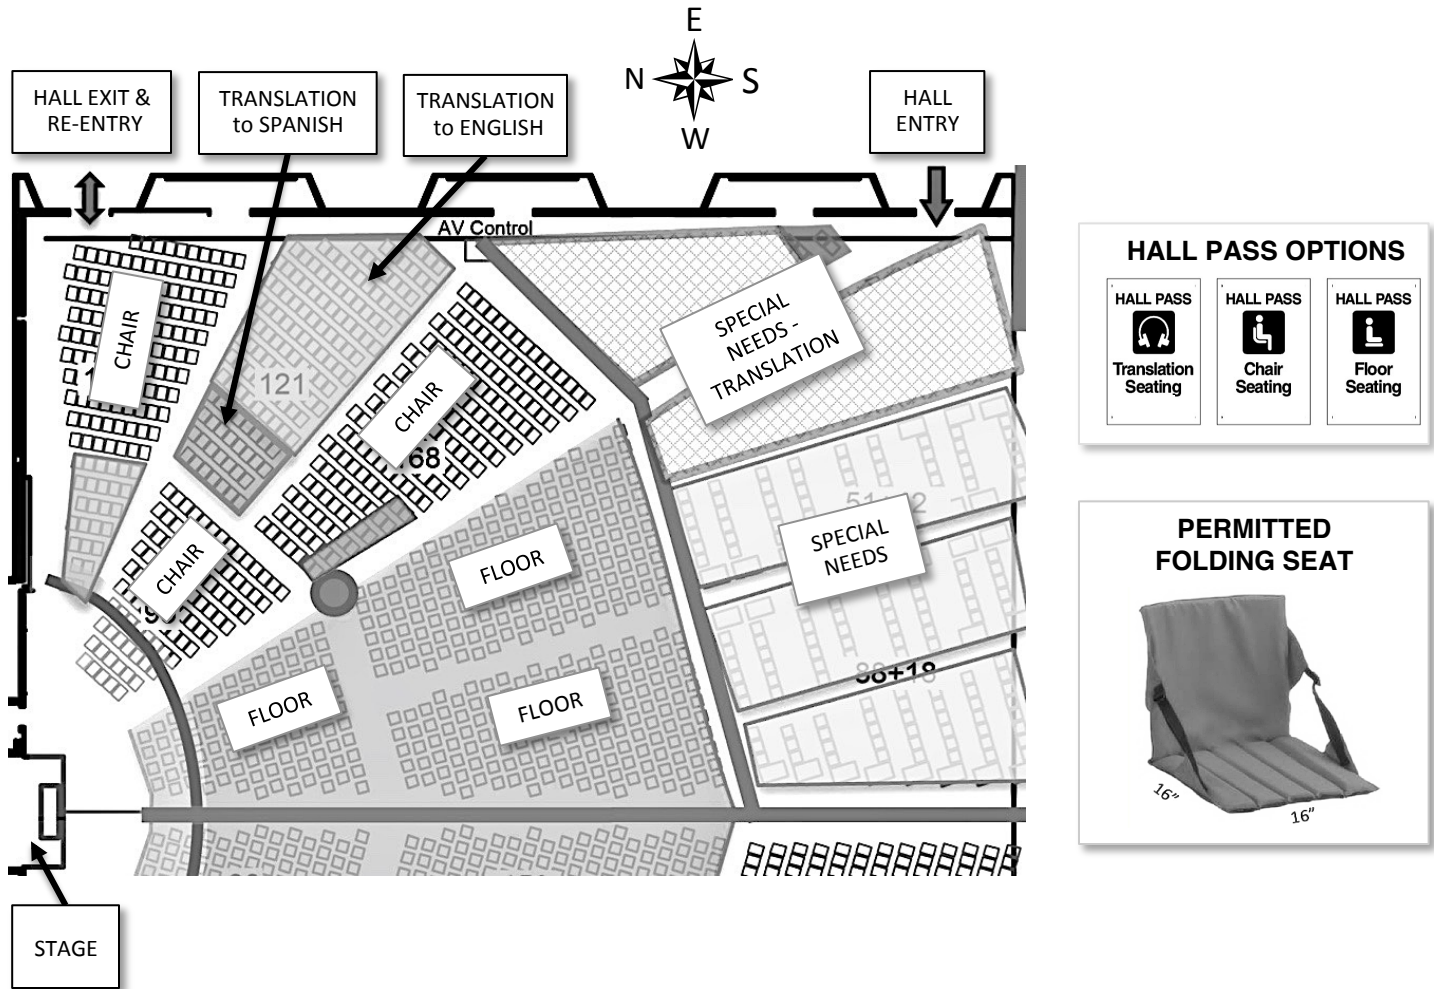 E
N
S
W
HALL EXIT &
RE-ENTRY
TRANSLATION
to SPANISH
TRANSLATION
to ENGLISH
HALL
ENTRY
AV Control
CHAIR
121
CHAIR
68
SPECIAL
NEEDS -
TRANSLATION
CHAIR
FLOOR
SPECIAL
NEEDS
FLOOR
FLOOR
88+18
STAGE
HALL PASS OPTIONS
HALL PASS
Translation
Seating
HALL PASS
Chair
Seating
HALL PASS
Floor
Seating
PERMITTED
FOLDING SEAT
16”
16”